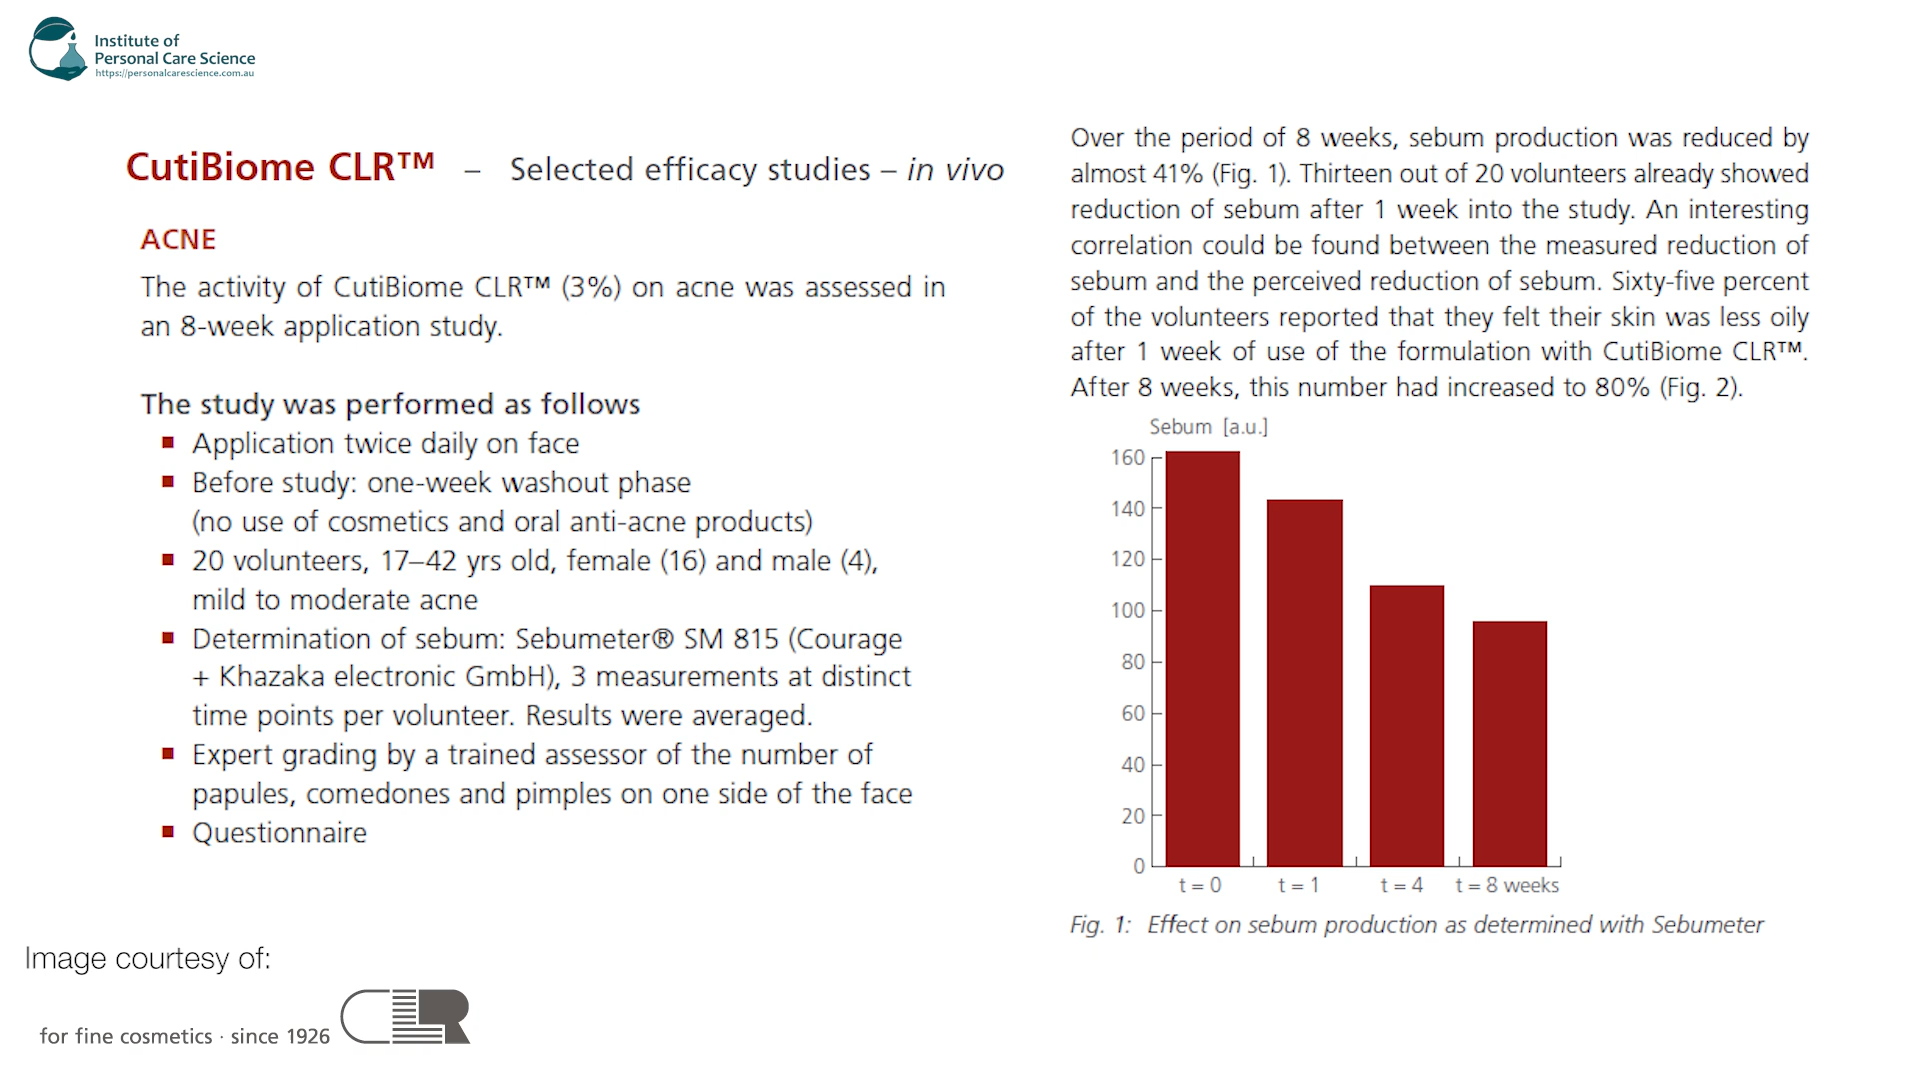 Institute of
Personal Care Science
https://personalcarescience.com.au
CutiBiome CLR™ – Selected efficacy studies – in vivo
ACNE
The activity of CutiBiome CLR™ (3%) on acne was assessed in
an 8-week application study.
The study was performed as follows
■ Application twice daily on face
■ Before study: one-week washout phase
(no use of cosmetics and oral anti-acne products)
■ 20 volunteers, 17–42 yrs old, female (16) and male (4),
mild to moderate acne
■ Determination of sebum: Sebumeter® SM 815 (Courage
+ Khazaka electronic GmbH), 3 measurements at distinct
time points per volunteer. Results were averaged.
■ Expert grading by a trained assessor of the number of
papules, comedones and pimples on one side of the face
■ Questionnaire
Over the period of 8 weeks, sebum production was reduced by
almost 41% (Fig. 1). Thirteen out of 20 volunteers already showed
reduction of sebum after 1 week into the study. An interesting
correlation could be found between the measured reduction of
sebum and the perceived reduction of sebum. Sixty-five percent
of the volunteers reported that they felt their skin was less oily
after 1 week of use of the formulation with CutiBiome CLR™.
After 8 weeks, this number had increased to 80% (Fig. 2).
Sebum [a.u.]
160
140
120
100
80
60
40
20
0
t = 0 t = 1 t = 4 t = 8 weeks
Fig. 1: Effect on sebum production as determined with Sebumeter
Image courtesy of:
for fine cosmetics · since 1926
CLR